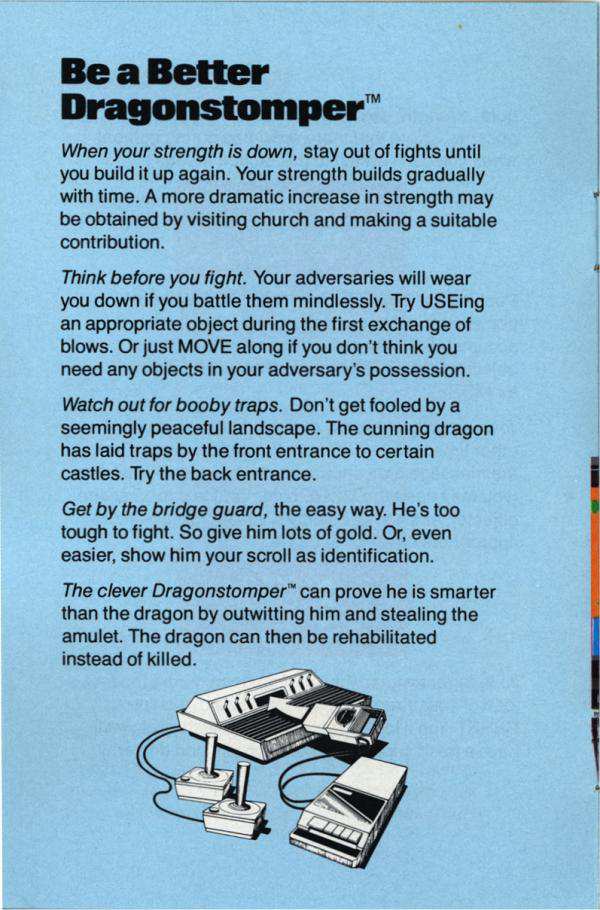 Be a Better
Dragonstomper™
When your strength is down, stay out of fights until
you build it up again. Your strength builds gradually
with time. A more dramatic increase in strength may
be obtained by visiting church and making a suitable
contribution.
Think before you fight. Your adversaries will wear
you down if you battle them mindlessly. Try USEing
an appropriate object during the first exchange of
blows. Or just MOVE along if you don't think you
need any objects in your adversary's possession.
Watch out for booby traps. Don't get fooled by a
seemingly peaceful landscape. The cunning dragon
has laid traps by the front entrance to certain
castles. Try the back entrance.
Get by the bridge guard, the easy way. He's too
tough to fight. So give him lots of gold. Or, even
easier, show him your scroll as identification.
The clever Dragonstomper™ can prove he is smarter
than the dragon by outwitting him and stealing the
amulet. The dragon can then be rehabilitated
instead of killed.